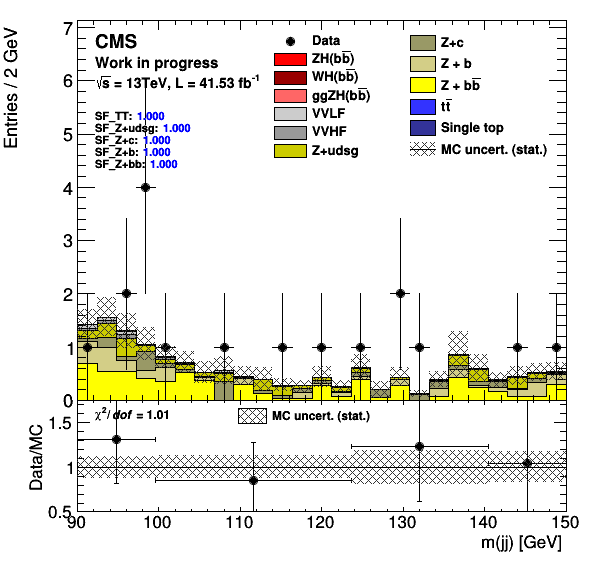 CMS
Work in progress
√s = 13TeV, L = 41.53 fb⁻¹
SF_TT: 1.000
SF_Z+udsg: 1.000
SF_Z+c: 1.000
SF_Z+b: 1.000
SF_Z+bb: 1.000
Data
ZH(bb̅)
WH(bb̅)
ggZH(bb̅)
VVLF
VVHF
Z+udsg
Z+c
Z + b
Z + bb̅
tt̅
Single top
MC uncert. (stat.)
Entries / 2 GeV
7
6
5
4
3
2
1
0
χ²/dof = 1.01
MC uncert. (stat.)
Data/MC
1.5
1
0.5
90 100 110 120 130 140 150
m(jj) [GeV]